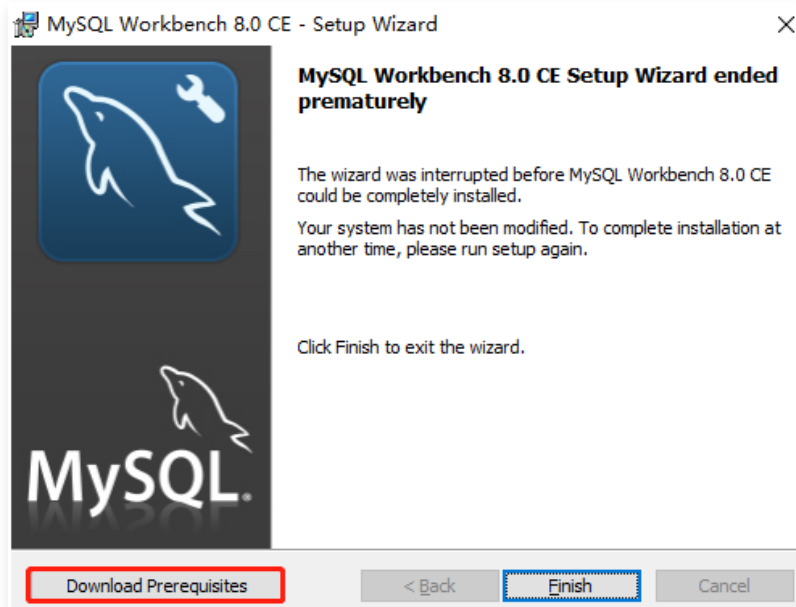 MySQL Workbench 8.0 CE - Setup Wizard
MySQL Workbench 8.0 CE Setup Wizard ended
prematurely
The wizard was interrupted before MySQL Workbench 8.0 CE
could be completely installed.
Your system has not been modified. To complete installation at
another time, please run setup again.
Click Finish to exit the wizard.
MySQL®
Download Prerequisites
< Back
Finish
Cancel